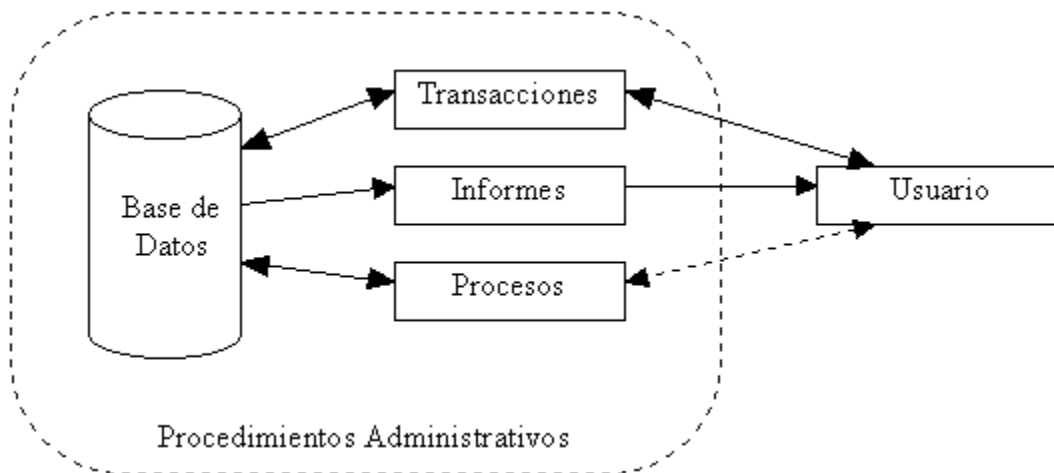 Transacciones
Informes
Usuario
Base de
Datos
Procesos
Procedimientos Administrativos